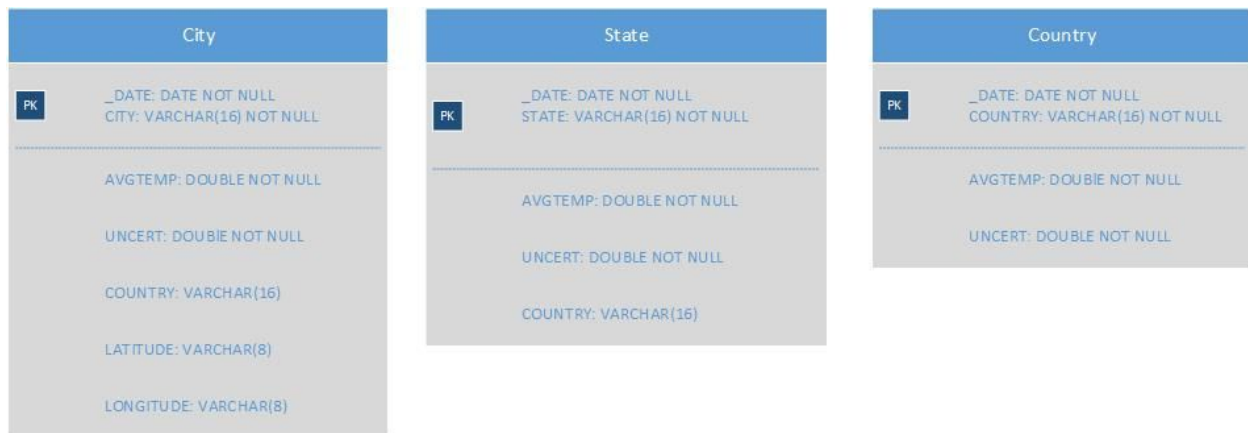 City
PK
_DATE: DATE NOT NULL
CITY: VARCHAR(16) NOT NULL
AVGTEMP: DOUBLE NOT NULL
UNCERT: DOUBlE NOT NULL
COUNTRY: VARCHAR(16)
LATITUDE: VARCHAR(8)
LONGITUDE: VARCHAR(8)
State
PK
_DATE: DATE NOT NULL
STATE: VARCHAR(16) NOT NULL
AVGTEMP: DOUBLE NOT NULL
UNCERT: DOUBLE NOT NULL
COUNTRY: VARCHAR(16)
Country
PK
_DATE: DATE NOT NULL
COUNTRY: VARCHAR(16) NOT NULL
AVGTEMP: DOUBlE NOT NULL
UNCERT: DOUBLE NOT NULL